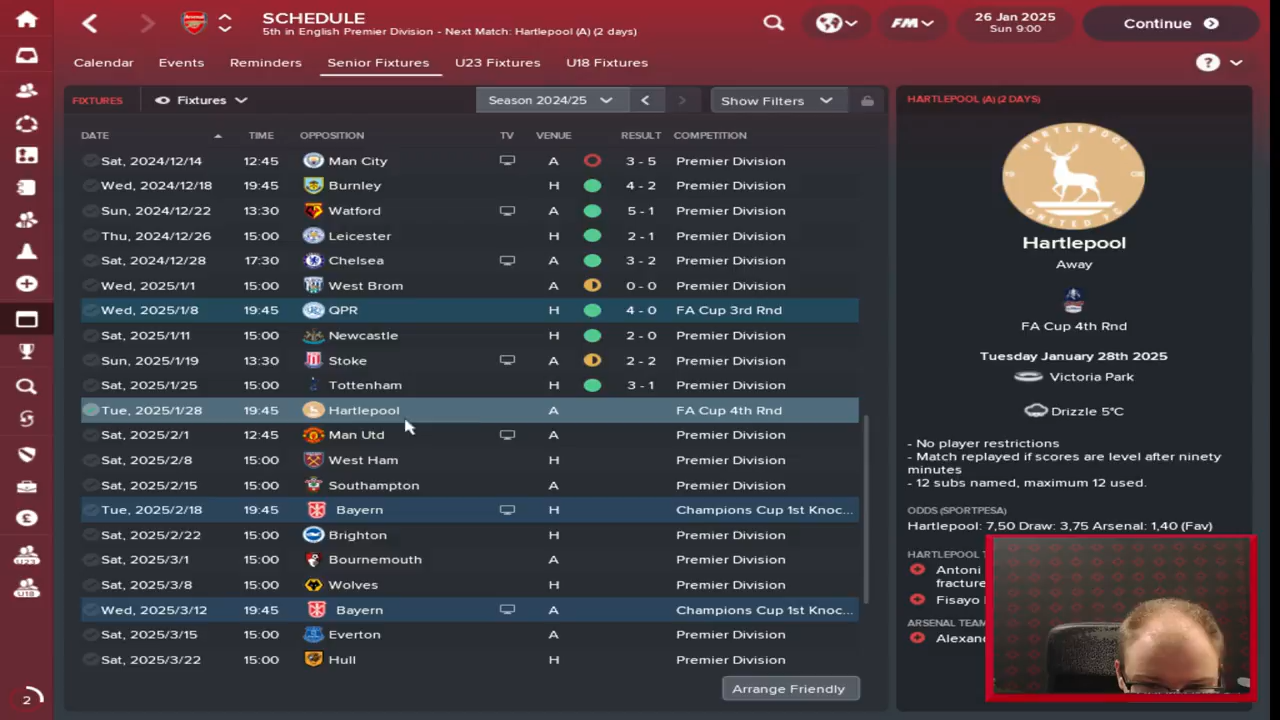 SCHEDULE
5th in English Premier Division - Next Match: Hartlepool (A) (2 days)
FM
26 Jan 2025
Sun 9:00
Continue
Calendar Events Reminders Senior Fixtures U23 Fixtures U18 Fixtures
?
FIXTURES Fixtures Season 2024/25 Show Filters
DATE TIME OPPOSITION TV VENUE RESULT COMPETITION
Sat, 2024/12/14 12:45 Man City A 3 - 5 Premier Division
Wed, 2024/12/18 19:45 Burnley H 4 - 2 Premier Division
Sun, 2024/12/22 13:30 Watford A 5 - 1 Premier Division
Thu, 2024/12/26 15:00 Leicester H 2 - 1 Premier Division
Sat, 2024/12/28 17:30 Chelsea A 3 - 2 Premier Division
Wed, 2025/1/1 15:00 West Brom A 0 - 0 Premier Division
Wed, 2025/1/8 19:45 QPR H 4 - 0 FA Cup 3rd Rnd
Sat, 2025/1/11 15:00 Newcastle H 2 - 0 Premier Division
Sun, 2025/1/19 13:30 Stoke A 2 - 2 Premier Division
Sat, 2025/1/25 15:00 Tottenham H 3 - 1 Premier Division
Tue, 2025/1/28 19:45 Hartlepool A FA Cup 4th Rnd
Sat, 2025/2/1 12:45 Man Utd A Premier Division
Sat, 2025/2/8 15:00 West Ham H Premier Division
Sat, 2025/2/15 15:00 Southampton A Premier Division
Tue, 2025/2/18 19:45 Bayern H Champions Cup 1st Knoc...
Sat, 2025/2/22 15:00 Brighton H Premier Division
Sat, 2025/3/1 15:00 Bournemouth A Premier Division
Sat, 2025/3/8 15:00 Wolves H Premier Division
Wed, 2025/3/12 19:45 Bayern A Champions Cup 1st Knoc...
Sat, 2025/3/15 15:00 Everton A Premier Division
Sat, 2025/3/22 15:00 Hull H Premier Division
Arrange Friendly
U23
U18
2
HARTLEPOOL (A) (2 DAYS)
HARTLEPOOL
UNITED FC
Hartlepool
Away
FA Cup 4th Rnd
Tuesday January 28th 2025
Victoria Park
Drizzle 5°C
- No player restrictions
- Match replayed if scores are level after ninety
minutes
- 12 subs named, maximum 12 used.
ODDS (SPORTPESA)
Hartlepool: 7,50 Draw: 3,75 Arsenal: 1,40 (Fav)
HARTLEPOOL
Antoni
fracture
Fisayo
ARSENAL TEAM
Alexan